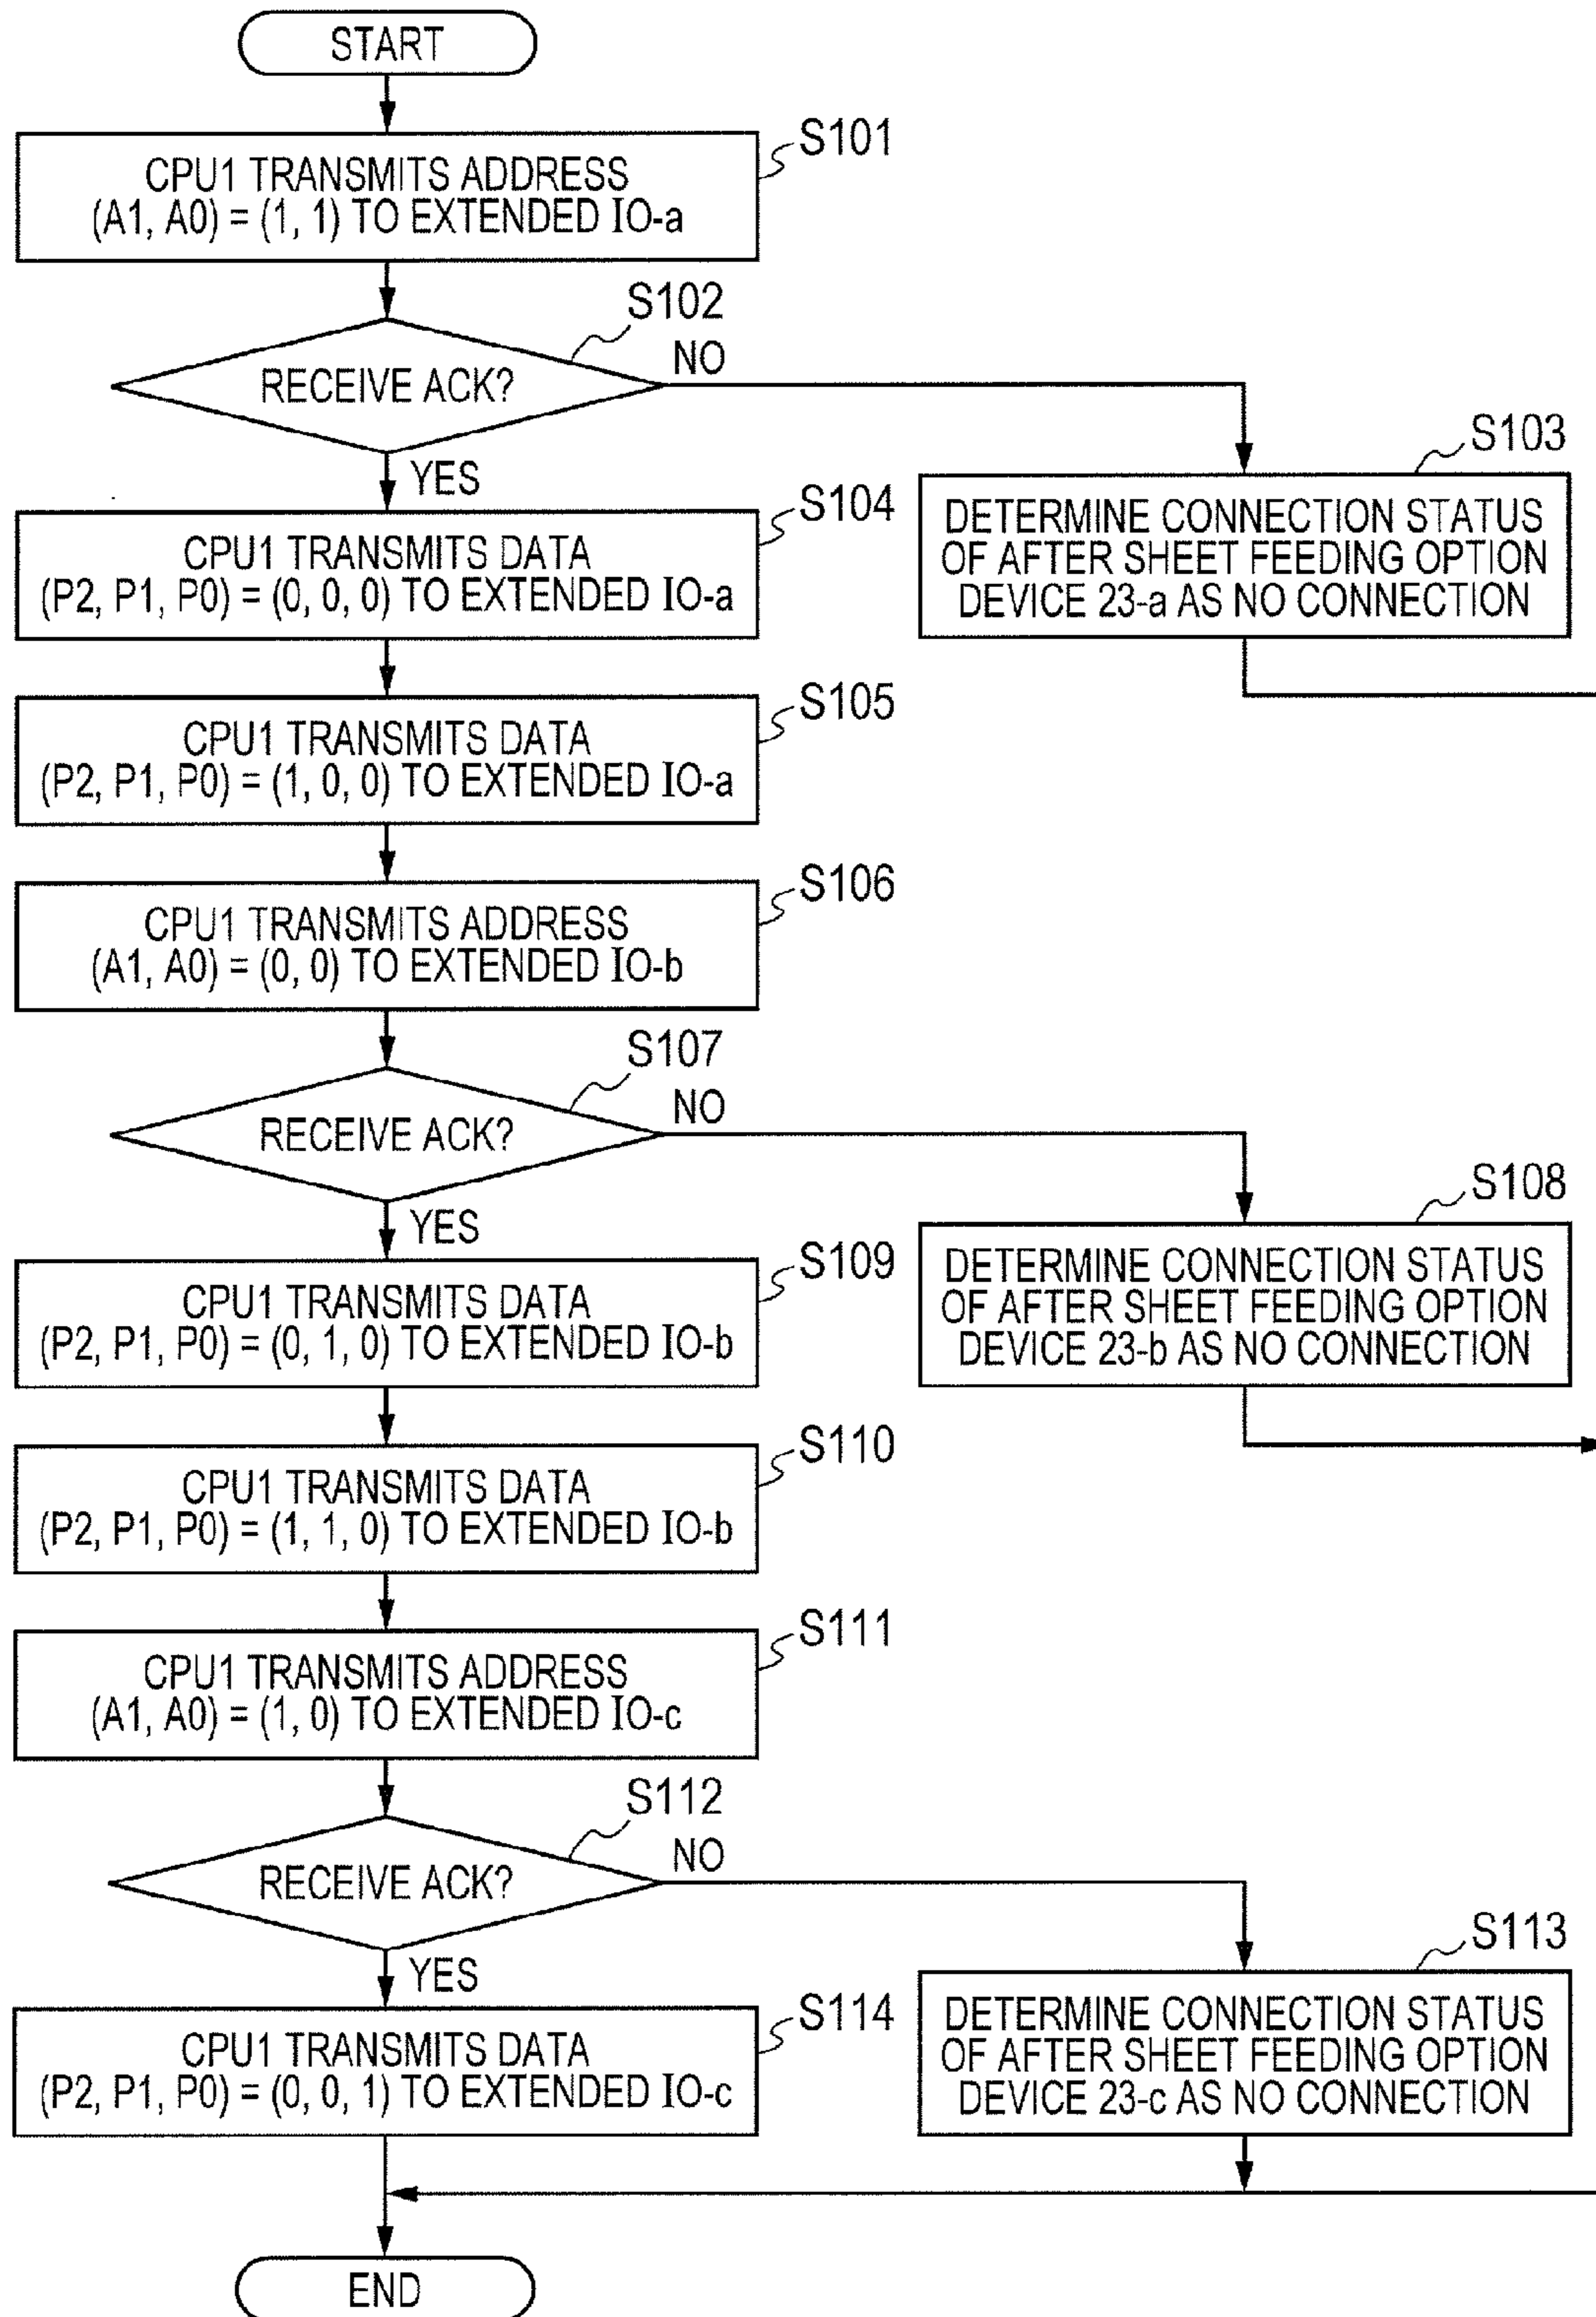 START
S101
CPU1 TRANSMITS ADDRESS
(A1, A0) = (1, 1) TO EXTENDED IO-a
S102
RECEIVE ACK?
NO
YES
S103
DETERMINE CONNECTION STATUS
OF AFTER SHEET FEEDING OPTION
DEVICE 23-a AS NO CONNECTION
S104
CPU1 TRANSMITS DATA
(P2, P1, P0) = (0, 0, 0) TO EXTENDED IO-a
S105
CPU1 TRANSMITS DATA
(P2, P1, P0) = (1, 0, 0) TO EXTENDED IO-a
S106
CPU1 TRANSMITS ADDRESS
(A1, A0) = (0, 0) TO EXTENDED IO-b
S107
RECEIVE ACK?
NO
YES
S108
DETERMINE CONNECTION STATUS
OF AFTER SHEET FEEDING OPTION
DEVICE 23-b AS NO CONNECTION
S109
CPU1 TRANSMITS DATA
(P2, P1, P0) = (0, 1, 0) TO EXTENDED IO-b
S110
CPU1 TRANSMITS DATA
(P2, P1, P0) = (1, 1, 0) TO EXTENDED IO-b
S111
CPU1 TRANSMITS ADDRESS
(A1, A0) = (1, 0) TO EXTENDED IO-c
S112
RECEIVE ACK?
NO
YES
S113
DETERMINE CONNECTION STATUS
OF AFTER SHEET FEEDING OPTION
DEVICE 23-c AS NO CONNECTION
S114
CPU1 TRANSMITS DATA
(P2, P1, P0) = (0, 0, 1) TO EXTENDED IO-c
END